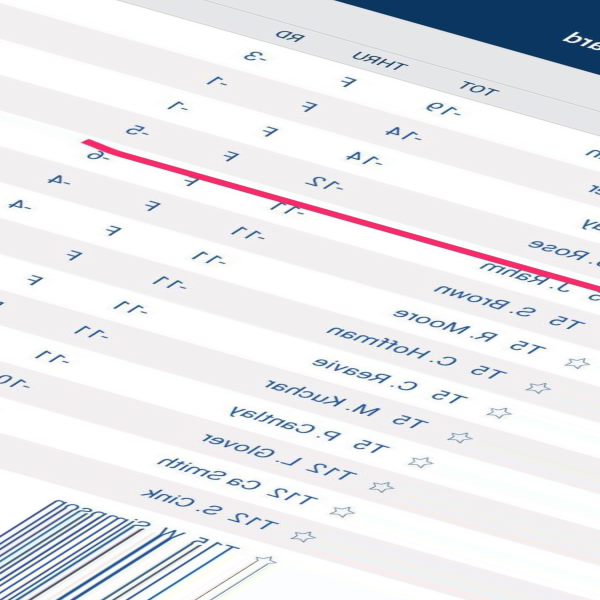 TOT THRU RD
-19 F -3
-14 F -1
-14 F -1
Rose -12 F -5
J. Rahm -11 F -6
T5 S. Brown -11 F -4
T5 R. Moore -11 F -4
T5 C. Hoffman -11 F
T5 C. Reavie -11 F
T5 M. Kuchar -11
T5 P. Cantlay -11
T12 L. Glover -10
T12 Ca Smith
T12 S. Cink
T15 W Simpson